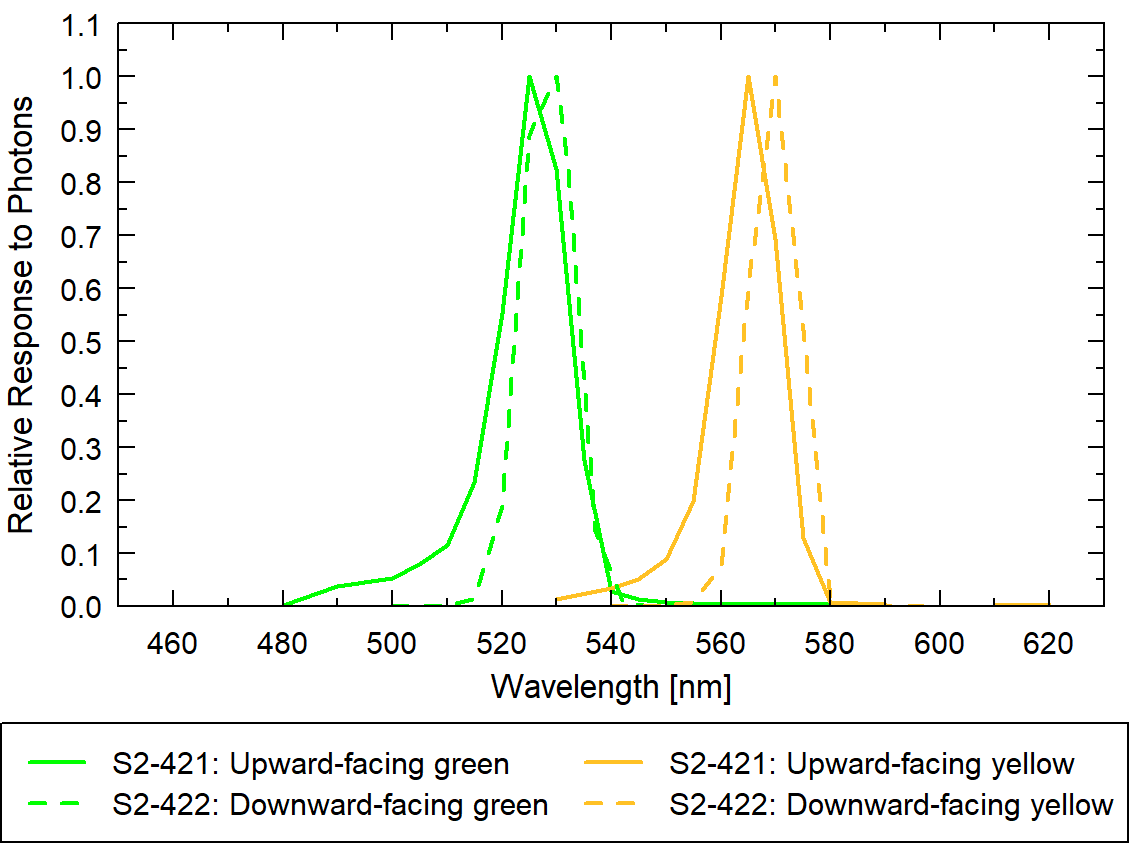 Relative Response to Photons
1.1
1.0
0.9
0.8
0.7
0.6
0.5
0.4
0.3
0.2
0.1
0.0
460 480 500 520 540 560 580 600 620
Wavelength [nm]
S2-421: Upward-facing green
S2-421: Upward-facing yellow
S2-422: Downward-facing green
S2-422: Downward-facing yellow